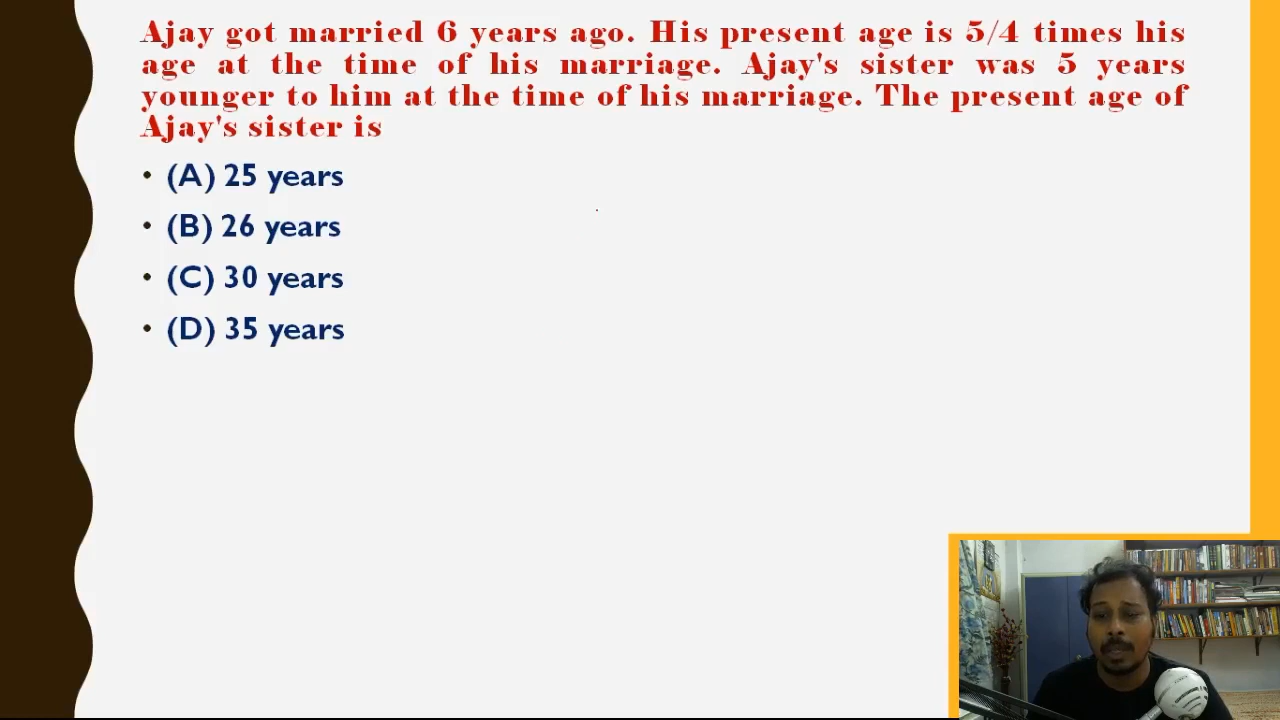 Ajay got married 6 years ago. His present age is 5/4 times his
age at the time of his marriage. Ajay's sister was 5 years
younger to him at the time of his marriage. The present age of
Ajay's sister is
• (A) 25 years
• (B) 26 years
• (C) 30 years
• (D) 35 years